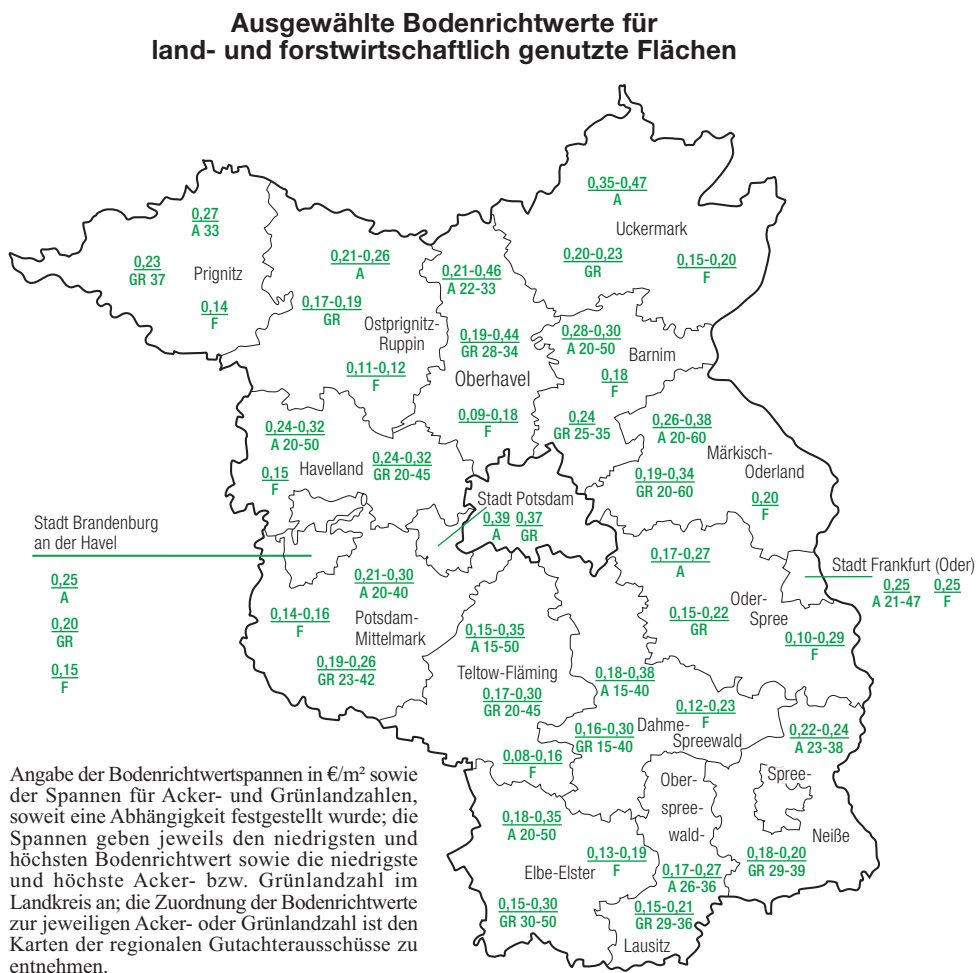 Ausgewählte Bodenrichtwerte für
land- und forstwirtschaftlich genutzte Flächen
0,35-0,47
A
Uckermark
0,20-0,23
GR
0,15-0,20
F
0,27
A 33
0,23
GR 37
Prignitz
0,14
F
0,21-0,26
A
0,17-0,19
GR
Ostprignitz-
Ruppin
0,11-0,12
F
0,21-0,46
A 22-33
0,19-0,44
GR 28-34
Oberhavel
0,09-0,18
F
0,28-0,30
A 20-50
Barnim
0,18
F
0,24
GR 25-35
0,26-0,38
A 20-60
Märkisch-
Oderland
0,19-0,34
GR 20-60
0,20
F
0,24-0,32
A 20-50
Havelland
0,24-0,32
GR 20-45
0,15
F
Stadt Potsdam
0,39
A
0,37
GR
Stadt Brandenburg
an der Havel
0,25
A
0,20
GR
0,15
F
0,21-0,30
A 20-40
0,14-0,16
F
Potsdam-
Mittelmark
0,19-0,26
GR 23-42
0,15-0,35
A 15-50
Teltow-Fläming
0,17-0,30
GR 20-45
0,08-0,16
F
0,17-0,27
A
Oder-
Spree
0,15-0,22
GR
0,10-0,29
F
Stadt Frankfurt (Oder)
0,25
A 21-47
0,25
F
0,18-0,38
A 15-40
0,12-0,23
F
Dahme-
Spreewald
0,16-0,30
GR 15-40
0,22-0,24
A 23-38
Spree-
Neiße
0,18-0,20
GR 29-39
Ober-
spree-
wald-
0,17-0,27
A 26-36
0,15-0,21
GR 29-36
Lausitz
0,18-0,35
A 20-50
0,13-0,19
F
Elbe-Elster
0,15-0,30
GR 30-50
Angabe der Bodenrichtwertspannen in €/m² sowie
der Spannen für Acker- und Grünlandzahlen,
soweit eine Abhängigkeit festgestellt wurde; die
Spannen geben jeweils den niedrigsten und
höchsten Bodenrichtwert sowie die niedrigste
und höchste Acker- bzw. Grünlandzahl im
Landkreis an; die Zuordnung der Bodenrichtwerte
zur jeweiligen Acker- oder Grünlandzahl ist den
Karten der regionalen Gutachterausschüsse zu
entnehmen.